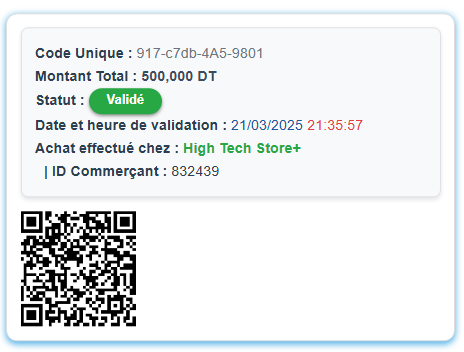 Code Unique : 917-c7db-4A5-9801
Montant Total : 500,000 DT
Statut : Validé
Date et heure de validation : 21/03/2025 21:35:57
Achat effectué chez : High Tech Store+
| ID Commerçant : 832439